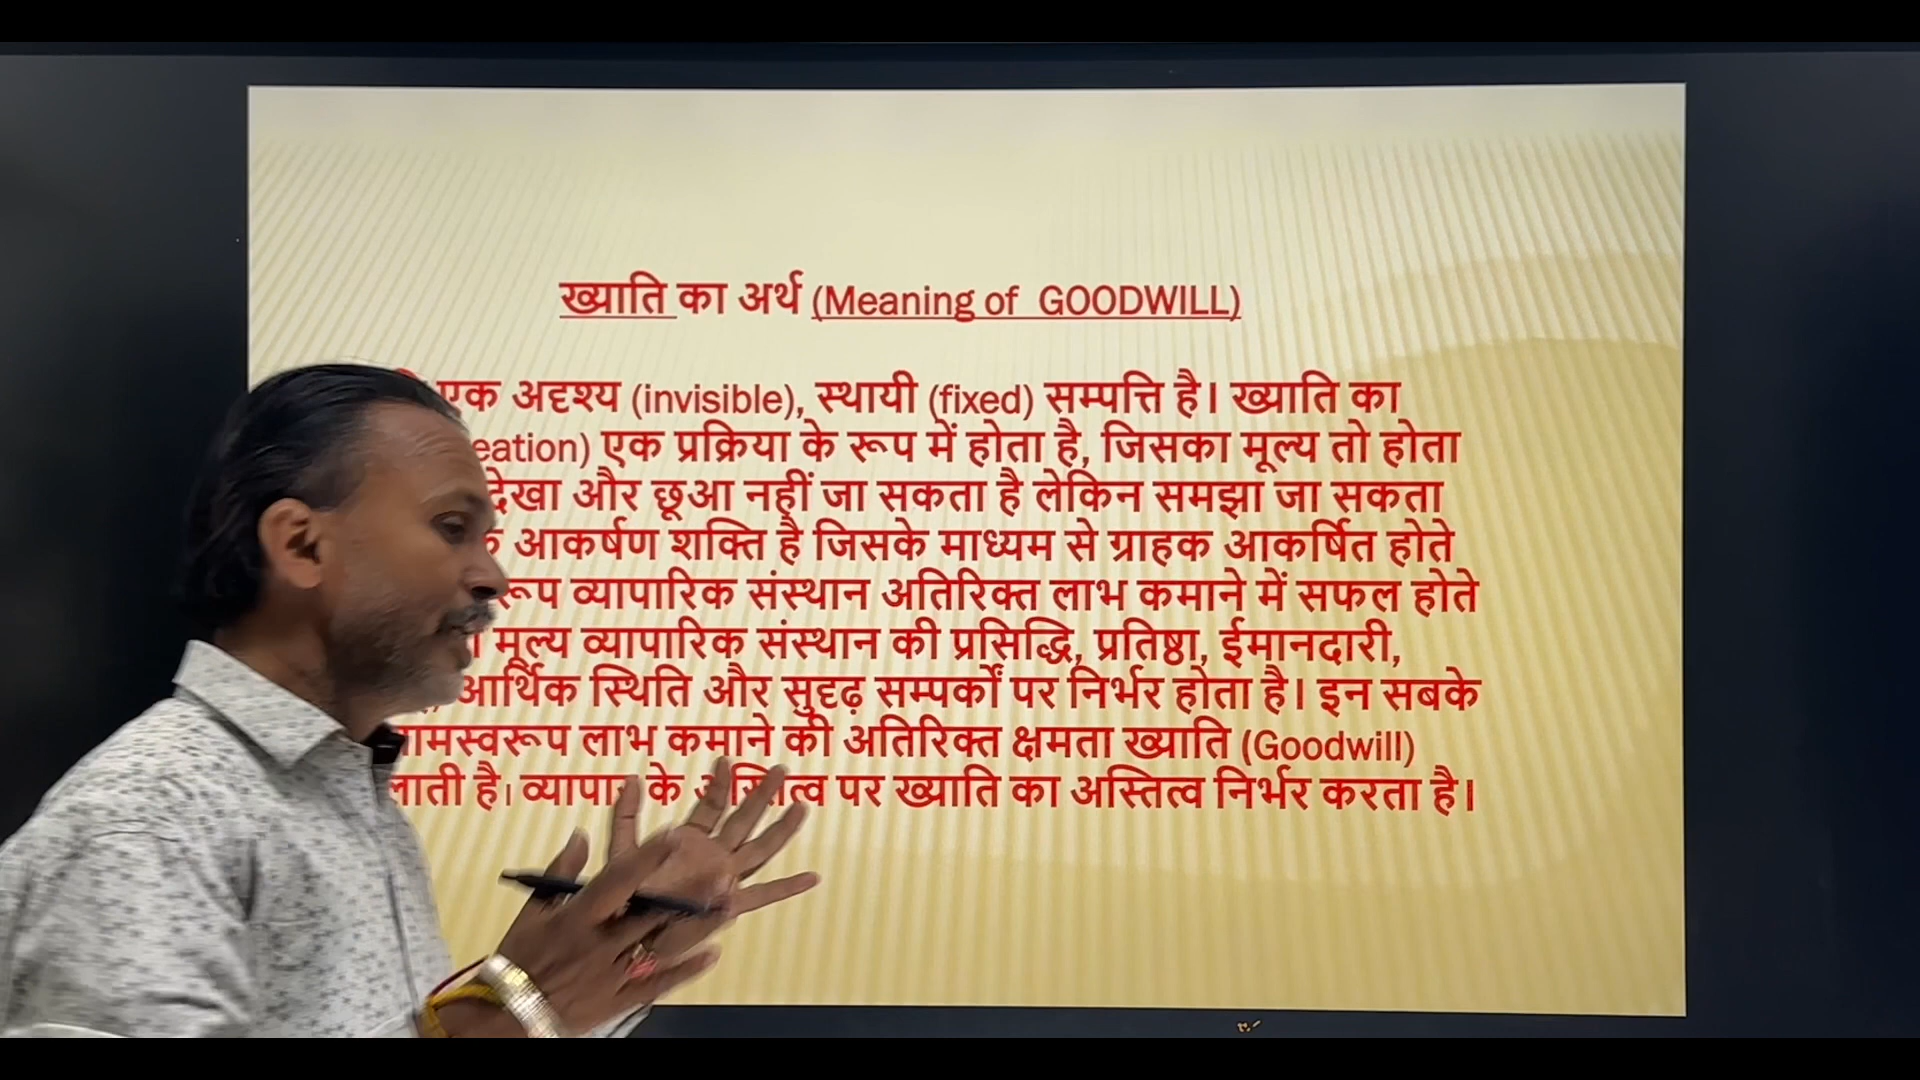 ख्याति का अर्थ (Meaning of GOODWILL)
एक अदृश्य (invisible), स्थायी (fixed) सम्पत्ति है। ख्याति का
एक प्रक्रिया के रूप में होता है, जिसका मूल्य तो होता
देखा और छूआ नहीं जा सकता है लेकिन समझा जा सकता
आकर्षण शक्ति है जिसके माध्यम से ग्राहक आकर्षित होते
व्यापारिक संस्थान अतिरिक्त लाभ कमाने में सफल होते
मूल्य व्यापारिक संस्थान की प्रसिद्धि, प्रतिष्ठा, ईमानदारी,
आर्थिक स्थिति और सुदृढ़ सम्पर्कों पर निर्भर होता है। इन सबके
लाभ कमाने की अतिरिक्त क्षमता ख्याति (Goodwill)
है। व्यापार के अस्तित्व पर ख्याति का अस्तित्व निर्भर करता है।